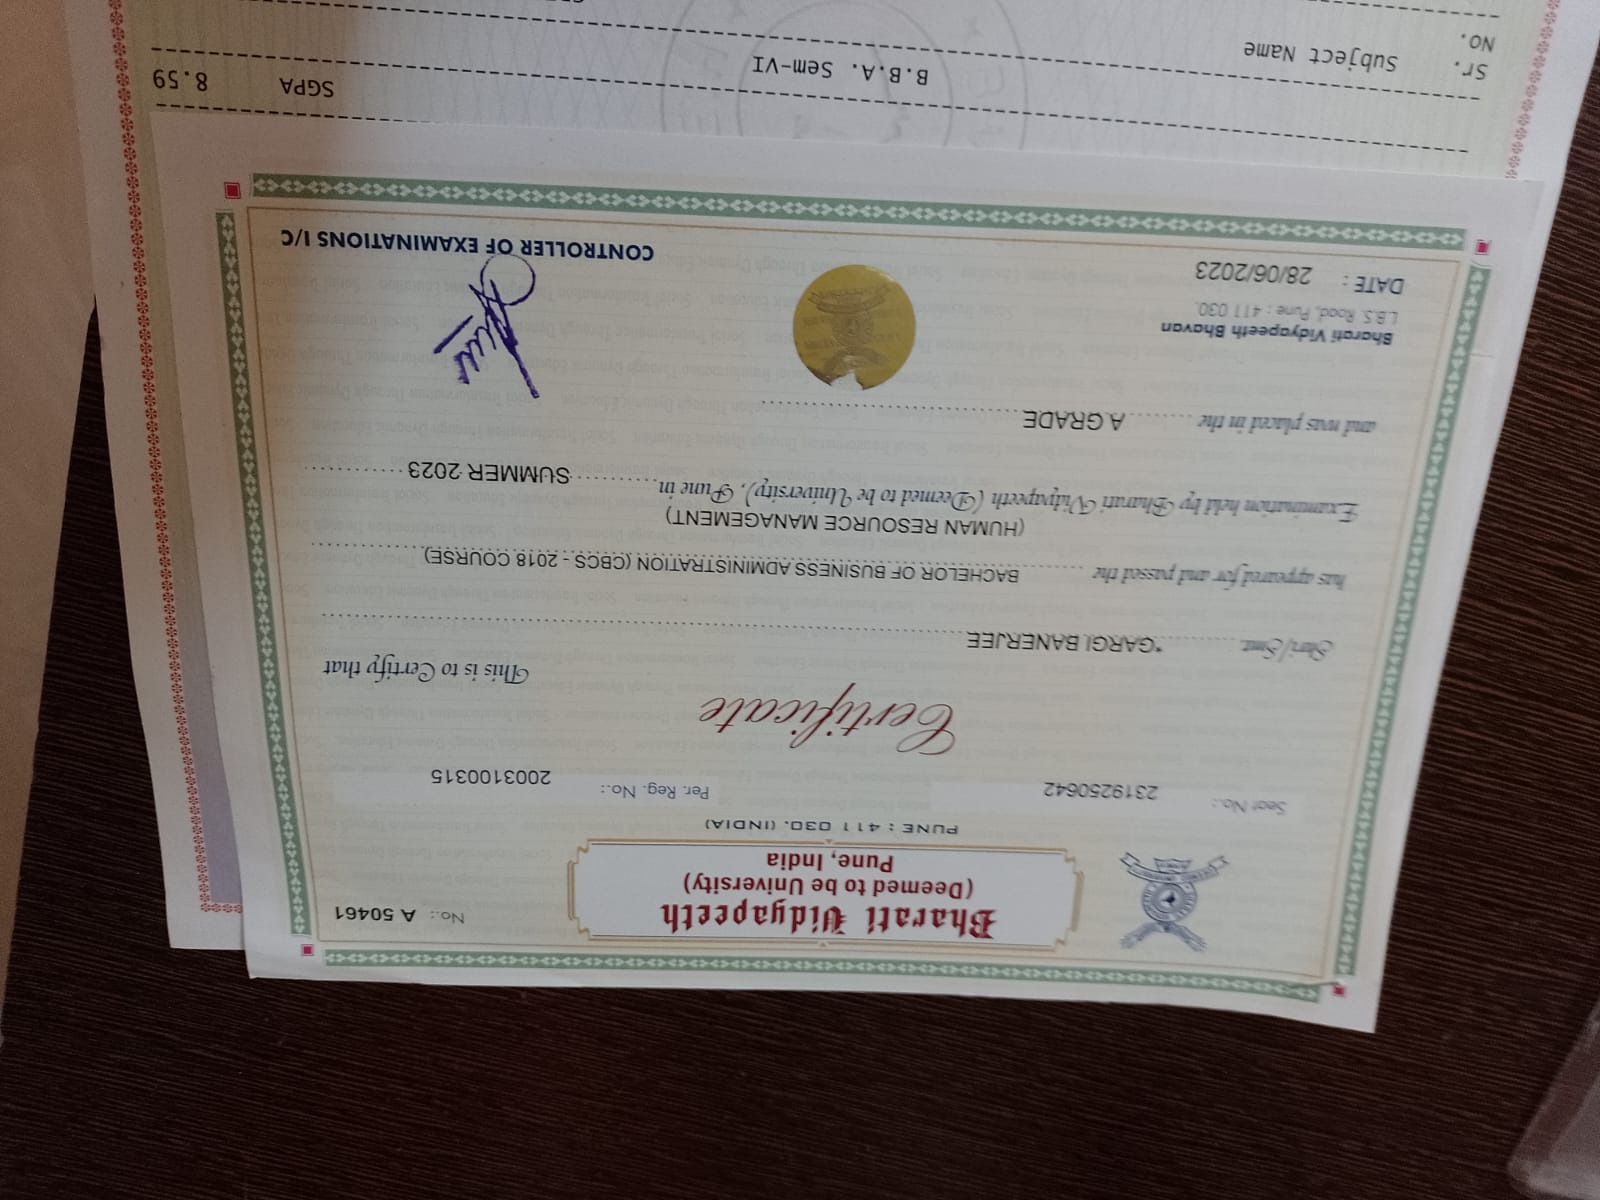 Bharati Vidyapeeth
(Deemed to be University)
Pune, India
No.: A 50461
PUNE : 411 030. (INDIA)
Seat No.: 2319250642 Per. Reg. No.: 2003100315
Certificate
This is to Certify that
Shri/Smt. *GARGI BANERJEE
has appeared for and passed the BACHELOR OF BUSINESS ADMINISTRATION (CBCS - 2018 COURSE)
(HUMAN RESOURCE MANAGEMENT)
Examination held by Bharati Vidyapeeth (Deemed to be University), Pune in SUMMER 2023
and was placed in the A GRADE
Bharati Vidyapeeth Bhavan
L.B.S. Road, Pune : 411 030.
DATE : 28/06/2023
CONTROLLER OF EXAMINATIONS I/C
B.B.A. Sem-VI SGPA 8.59
Sr. Subject Name
NO.